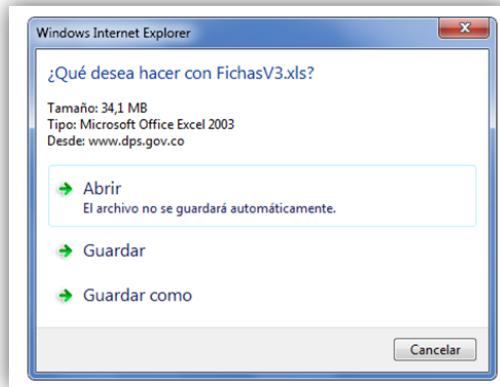 Windows Internet Explorer
¿Qué desea hacer con FichasV3.xls?
Tamaño: 34,1 MB
Tipo: Microsoft Office Excel 2003
Desde: www.dps.gov.co
Abrir
El archivo no se guardará automáticamente.
Guardar
Guardar como
Cancelar